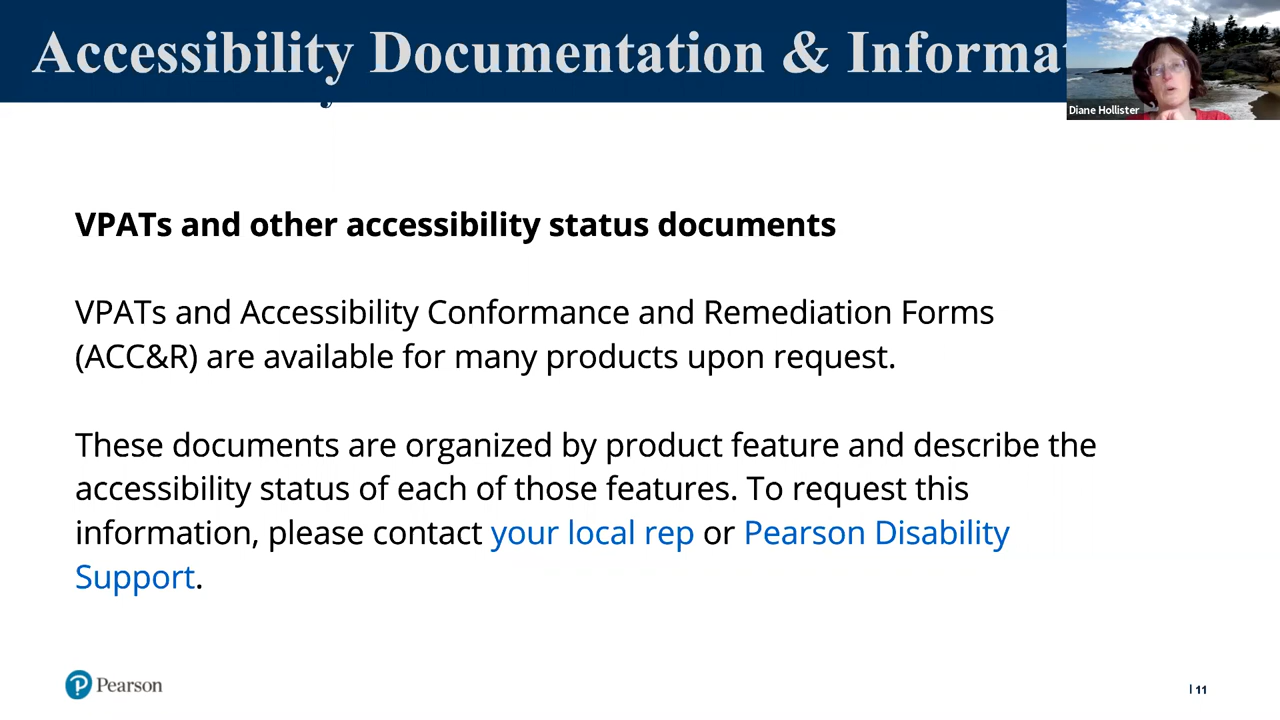 Accessibility Documentation & Informat
Diane Hollister
VPATs and other accessibility status documents
VPATs and Accessibility Conformance and Remediation Forms
(ACC&R) are available for many products upon request.
These documents are organized by product feature and describe the
accessibility status of each of those features. To request this
information, please contact your local rep or Pearson Disability
Support.
Pearson
| 11